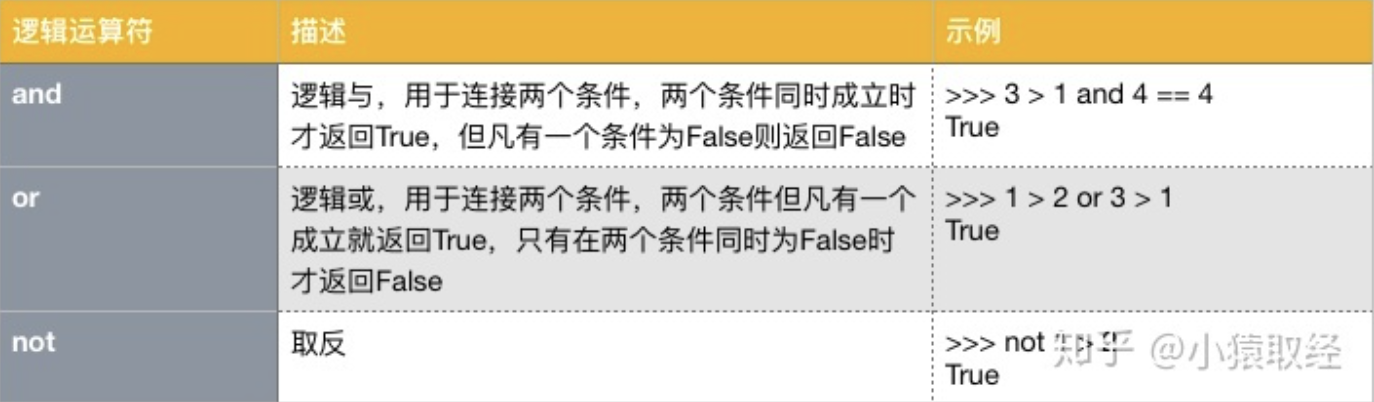 逻辑运算符 描述 示例
and 逻辑与，用于连接两个条件，两个条件同时成立时 >>> 3 > 1 and 4 == 4
才返回True，但凡有一个条件为False则返回False True
or 逻辑或，用于连接两个条件，两个条件但凡有一个 >>> 1 > 2 or 3 > 1
成立就返回True，只有在两个条件同时为False时 True
才返回False
not 取反 >>> not
True
知乎 @小猿取经